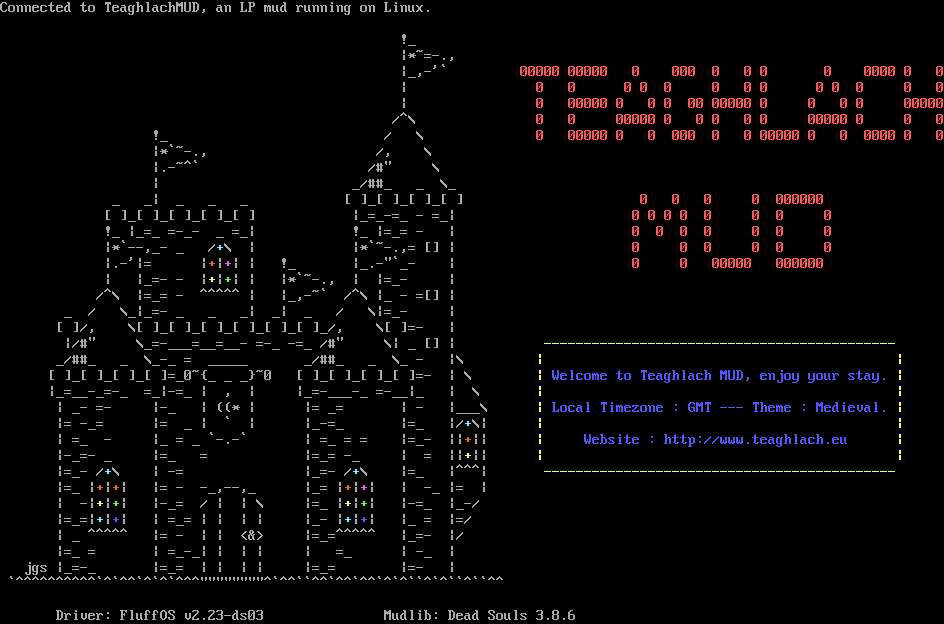 Connected to TeaghlachMUD, an LP mud running on Linux.
TEAGHLACH
MUD
Welcome to Teaghlach MUD, enjoy your stay.
Local Timezone : GMT --- Theme : Medieval.
Website : http://www.teaghlach.eu
jgs
Driver: FluffOS v2.23-ds03 Mudlib: Dead Souls 3.8.6